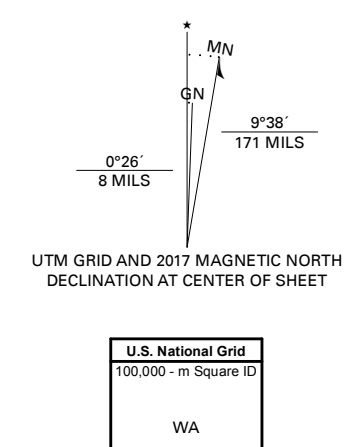 ★
MN
GN
9°38´
171 MILS
0°26´
8 MILS
UTM GRID AND 2017 MAGNETIC NORTH
DECLINATION AT CENTER OF SHEET
U.S. National Grid
100,000 - m Square ID
WA